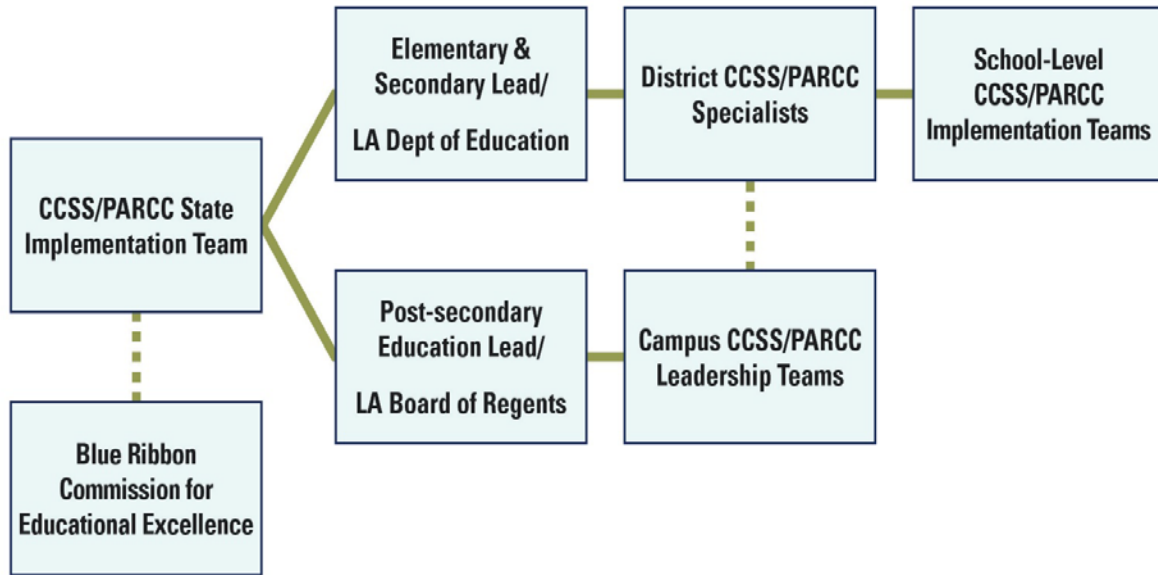 Elementary &
Secondary Lead/
LA Dept of Education
District CCSS/PARCC
Specialists
School-Level
CCSS/PARCC
Implementation Teams
CCSS/PARCC State
Implementation Team
Post-secondary
Education Lead/
LA Board of Regents
Campus CCSS/PARCC
Leadership Teams
Blue Ribbon
Commission for
Educational Excellence